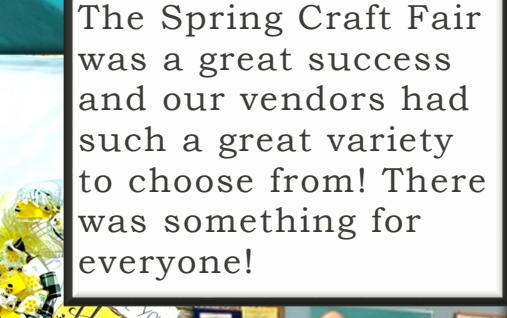 The Spring Craft Fair
was a great success
and our vendors had
such a great variety
to choose from! There
was something for
everyone!